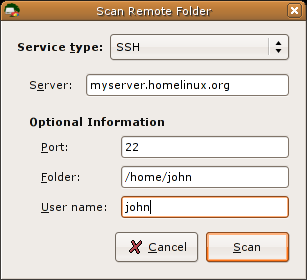 Scan Remote Folder
Service type: SSH
Server: myserver.homelinux.org
Optional Information
Port: 22
Folder: /home/john
User name: john
Cancel Scan